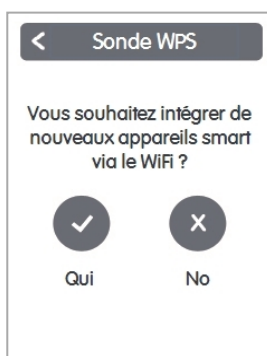 Sonde WPS
Vous souhaitez intégrer de
nouveaux appareils smart
via le WiFi ?
Qui
No